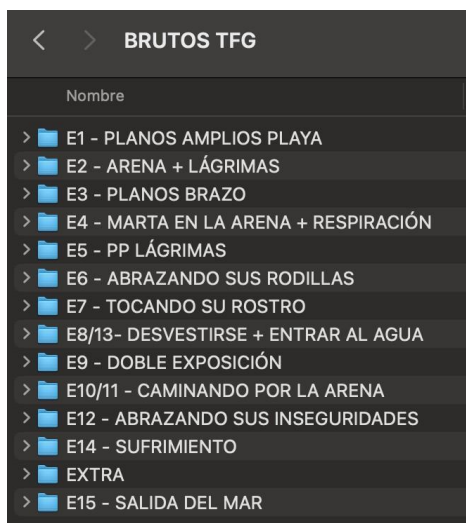 BRUTOS TFG
Nombre
E1 - PLANOS AMPLIOS PLAYA
E2 - ARENA + LÁGRIMAS
E3 - PLANOS BRAZO
E4 - MARTA EN LA ARENA + RESPIRACIÓN
E5 - PP LÁGRIMAS
E6 - ABRAZANDO SUS RODILLAS
E7 - TOCANDO SU ROSTRO
E8/13- DESVESTIRSE + ENTRAR AL AGUA
E9 - DOBLE EXPOSICIÓN
E10/11 - CAMINANDO POR LA ARENA
E12 - ABRAZANDO SUS INSEGURIDADES
E14 - SUFRIMIENTO
EXTRA
E15 - SALIDA DEL MAR